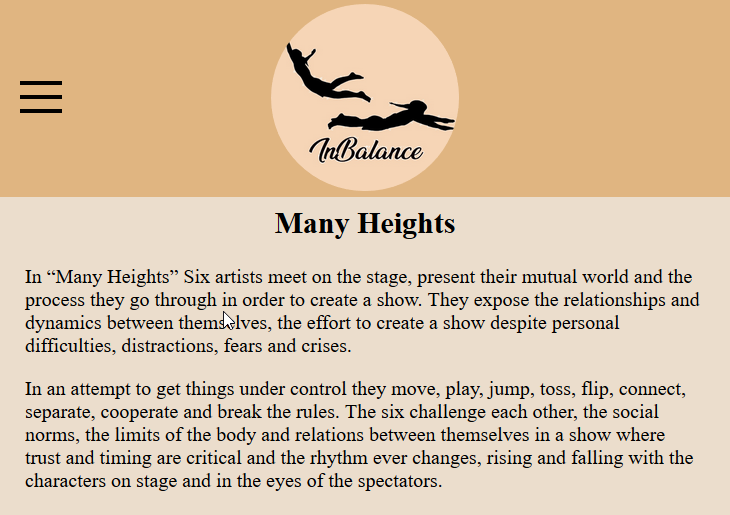 InBalance
Many Heights
In “Many Heights” Six artists meet on the stage, present their mutual world and the
process they go through in order to create a show. They expose the relationships and
dynamics between themselves, the effort to create a show despite personal
difficulties, distractions, fears and crises.
In an attempt to get things under control they move, play, jump, toss, flip, connect,
separate, cooperate and break the rules. The six challenge each other, the social
norms, the limits of the body and relations between themselves in a show where
trust and timing are critical and the rhythm ever changes, rising and falling with the
characters on stage and in the eyes of the spectators.